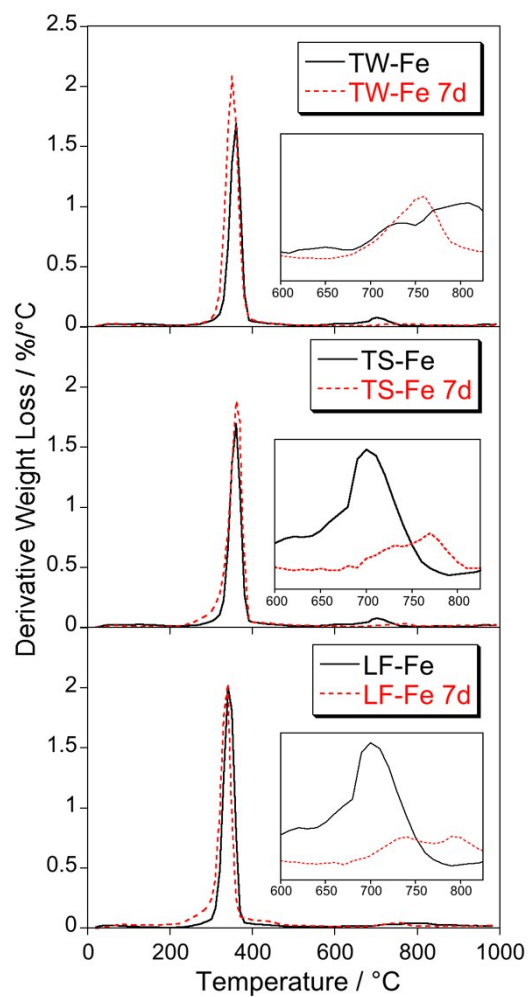 2.5
TW-Fe
TW-Fe 7d
2
1.5
1
0.5
0
600 650 700 750 800
TS-Fe
TS-Fe 7d
2
1.5
1
0.5
0
600 650 700 750 800
LF-Fe
LF-Fe 7d
2
1.5
1
0.5
0
600 650 700 750 800
0 200 400 600 800 1000
Temperature / °C
Derivative Weight Loss / %/°C